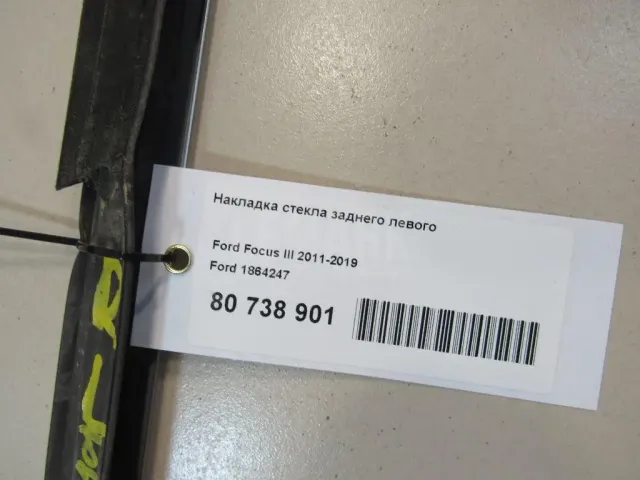 Накладка стекла заднего левого
Ford Focus III 2011-2019
Ford 1864247
80 738 901